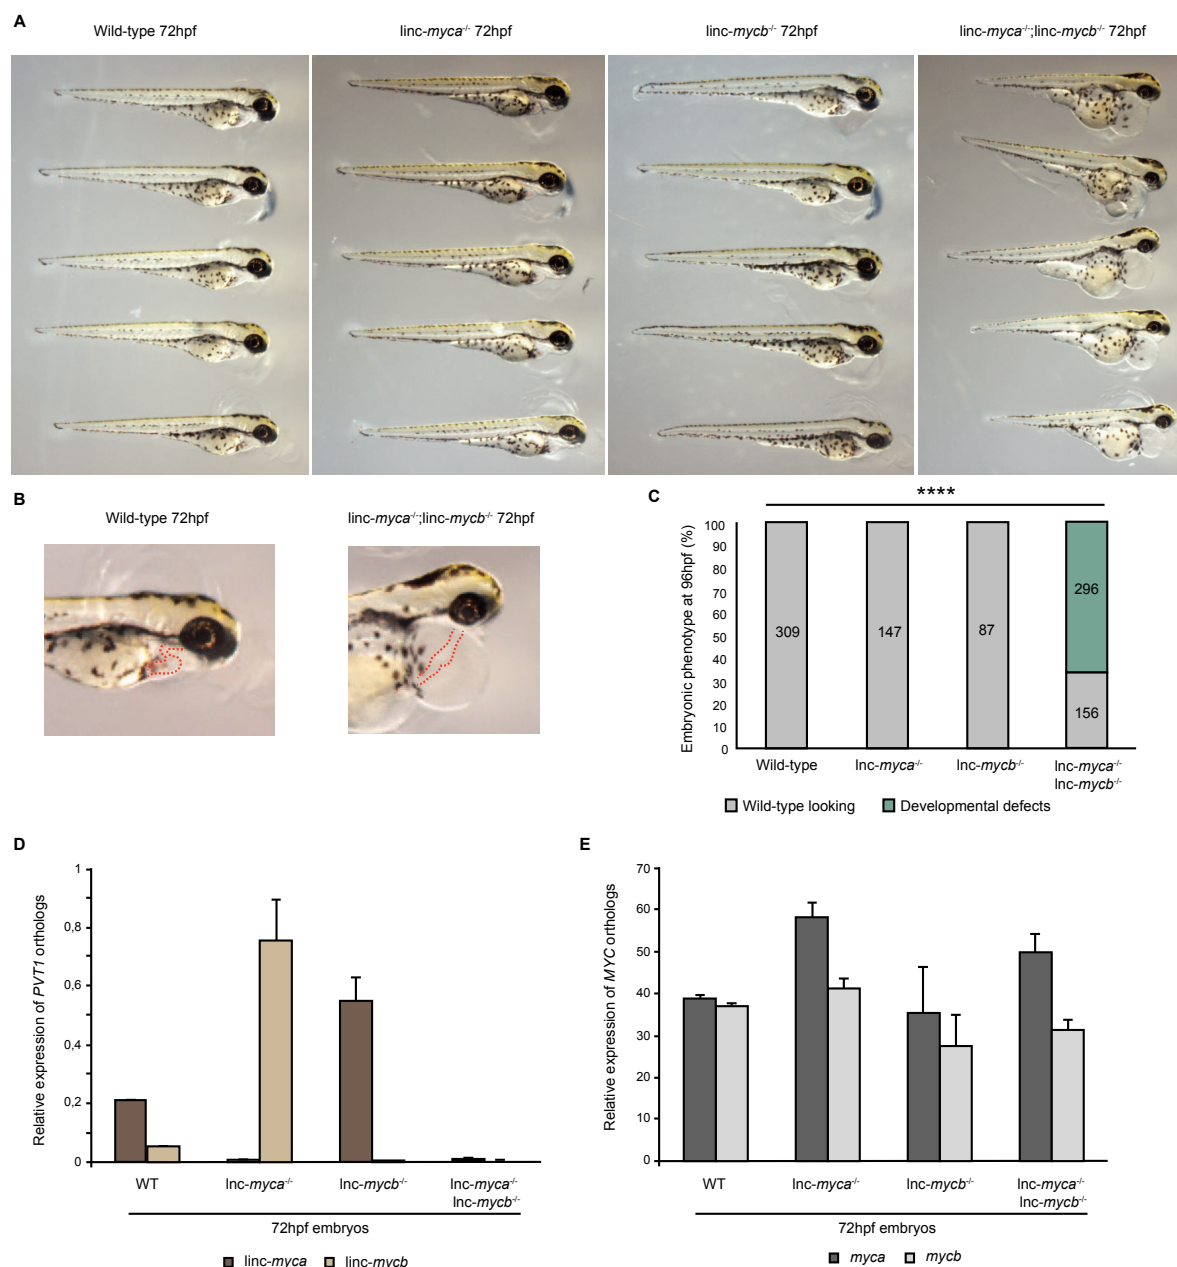 A
Wild-type 72hpf
linc-myca-/- 72hpf
linc-mycb-/- 72hpf
linc-myca-/-;linc-mycb-/- 72hpf
B
Wild-type 72hpf
linc-myca-/-;linc-mycb-/- 72hpf
C
****
Embryonic phenotype at 96hpf (%)
100
90
80
70
60
50
40
30
20
10
0
309
147
87
296
156
Wild-type
lnc-myca-/-
lnc-mycb-/-
lnc-myca-/-
lnc-mycb-/-
Wild-type looking
Developmental defects
D
Relative expression of PVT1 orthologs
1
0,8
0,6
0,4
0,2
0
WT
lnc-myca-/-
lnc-mycb-/-
lnc-myca-/-
lnc-mycb-/-
72hpf embryos
linc-myca
linc-mycb
E
Relative expression of MYC orthologs
70
60
50
40
30
20
10
0
WT
lnc-myca-/-
lnc-mycb-/-
lnc-myca-/-
lnc-mycb-/-
72hpf embryos
myca
mycb